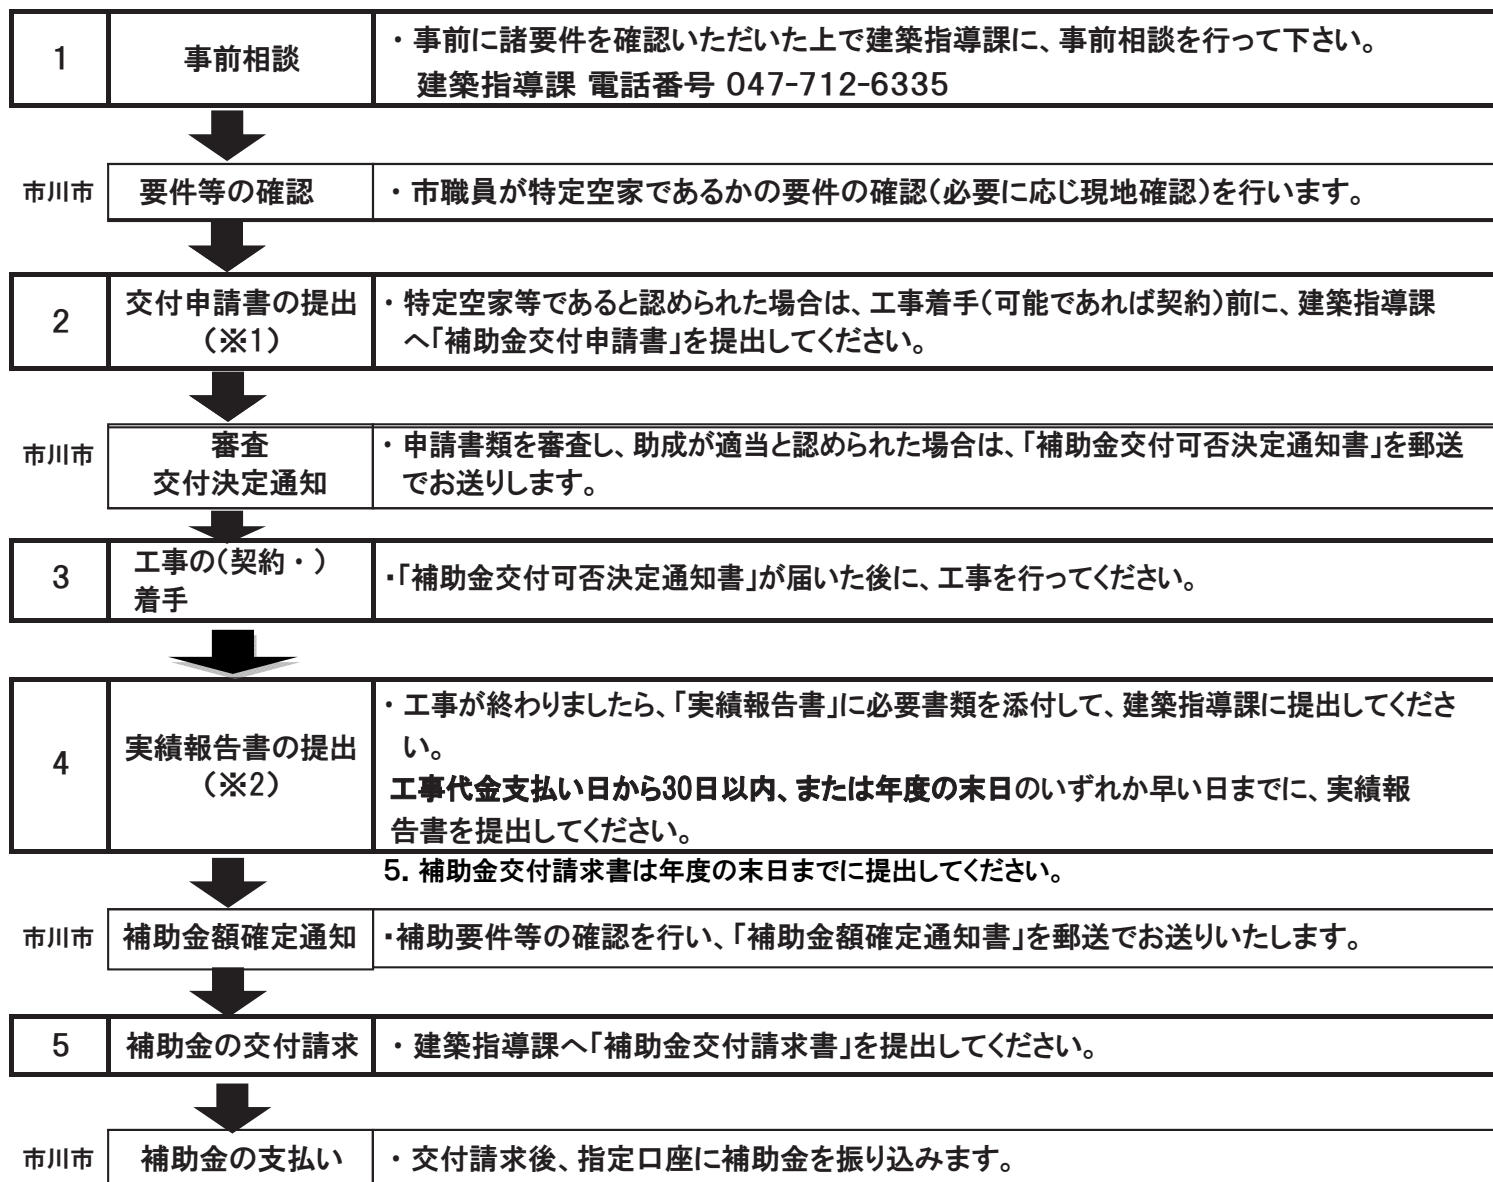 1
事前相談
・ 事前に諸要件を確認いただいた上で建築指導課に、事前相談を行って下さい。
建築指導課 電話番号 047-712-6335
市川市
要件等の確認
・ 市職員が特定空家であるかの要件の確認(必要に応じ現地確認)を行います。
2
交付申請書の提出
(※1)
・ 特定空家等であると認められた場合は、工事着手(可能であれば契約)前に、建築指導課
へ「補助金交付申請書」を提出してください。
市川市
審査
交付決定通知
・ 申請書類を審査し、助成が適当と認められた場合は、「補助金交付可否決定通知書」を郵送
でお送りします。
3
工事の(契約・)
着手
・「補助金交付可否決定通知書」が届いた後に、工事を行ってください。
4
実績報告書の提出
(※2)
・ 工事が終わりましたら、「実績報告書」に必要書類を添付して、建築指導課に提出してくださ
い。
工事代金支払い日から30日以内、または年度の末日のいずれか早い日までに、実績報
告書を提出してください。
5. 補助金交付請求書は年度の末日までに提出してください。
市川市
補助金額確定通知
・補助要件等の確認を行い、「補助金額確定通知書」を郵送でお送りいたします。
5
補助金の交付請求
・ 建築指導課へ「補助金交付請求書」を提出してください。
市川市
補助金の支払い
・ 交付請求後、指定口座に補助金を振り込みます。